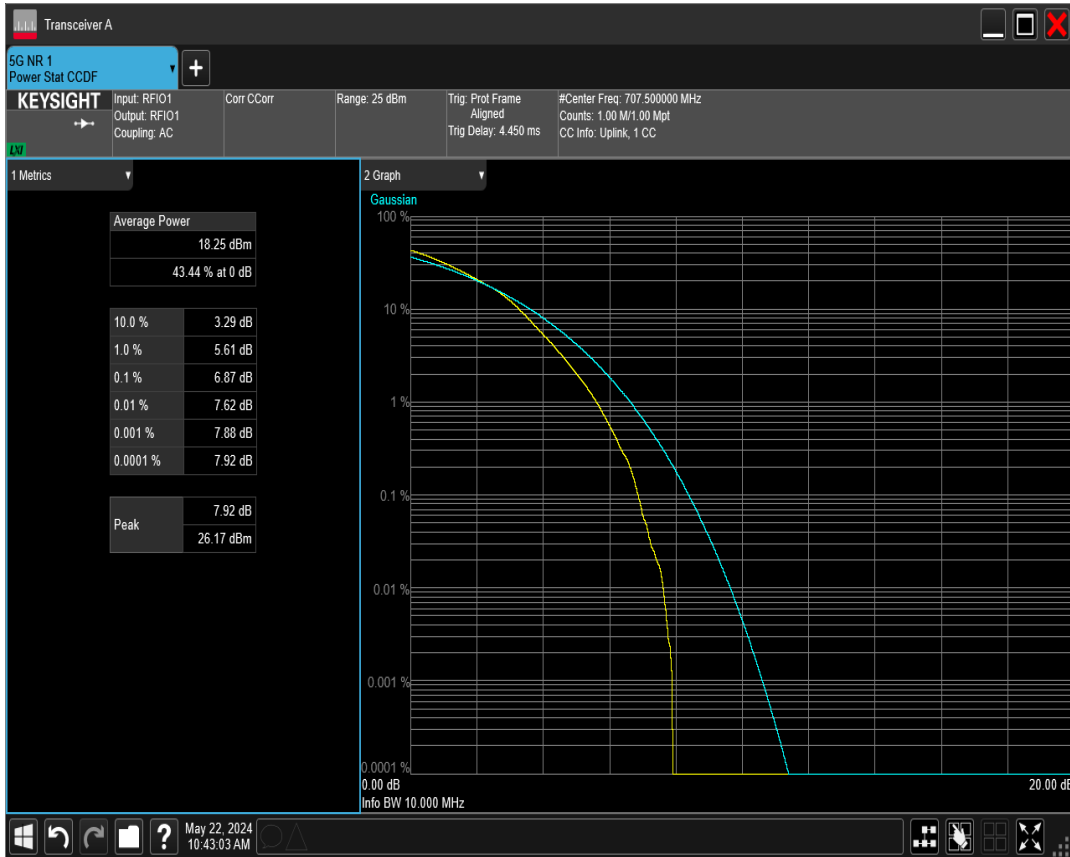 Transceiver A
5G NR 1
Power Stat CCDF
+
KEYSIGHT
LXI
Input: RFIO1
Output: RFIO1
Coupling: AC
Corr CCorr
Range: 25 dBm
Trig: Prot Frame
Aligned
Trig Delay: 4.450 ms
#Center Freq: 707.500000 MHz
Counts: 1.00 M/1.00 Mpt
CC Info: Uplink, 1 CC
1 Metrics
Average Power
18.25 dBm
43.44 % at 0 dB
10.0 % 3.29 dB
1.0 % 5.61 dB
0.1 % 6.87 dB
0.01 % 7.62 dB
0.001 % 7.88 dB
0.0001 % 7.92 dB
Peak 7.92 dB
26.17 dBm
2 Graph
Gaussian
100 %
10 %
1 %
0.1 %
0.01 %
0.001 %
0.0001 %
0.00 dB 20.00 dB
Info BW 10.000 MHz
?
May 22, 2024
10:43:03 AM